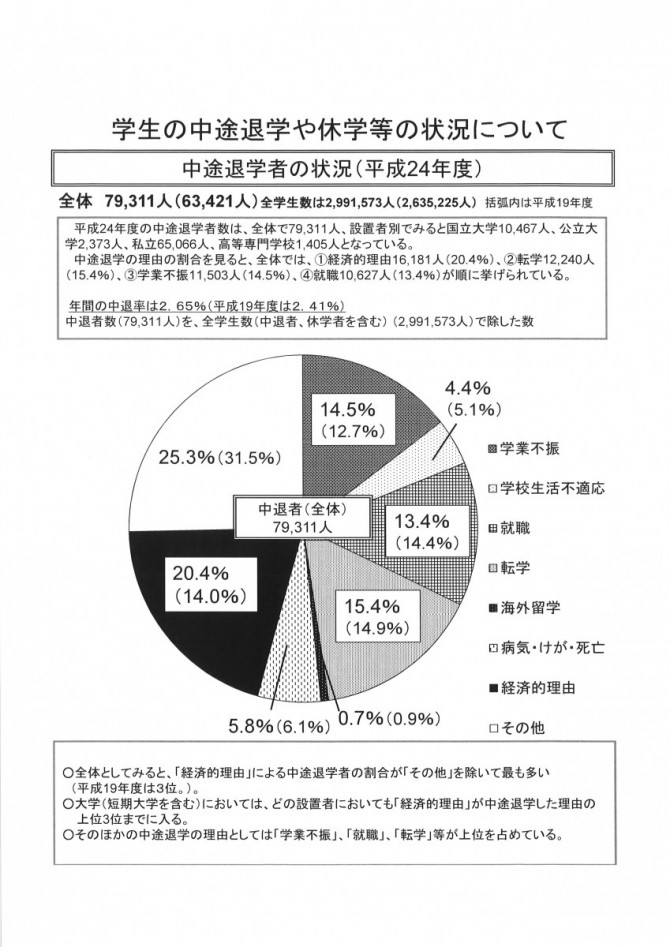 学生の中途退学や休学等の状況について
中途退学者の状況(平成24年度)
全体 79,311人(63,421人)全学生数は2,991,573人(2,635,225人) 括弧内は平成19年度
平成24年度の中途退学者数は、全体で79,311人、設置者別でみると国立大学10,467人、公立大
学2,373人、私立65,066人、高等専門学校1,405人となっている。
中途退学の理由の割合を見ると、全体では、①経済的理由16,181人(20.4%)、②転学12,240人
(15.4%)、③学業不振11,503人(14.5%)、④就職10,627人(13.4%)が順に挙げられている。
年間の中退率は2.65%(平成19年度は2.41%)
中退者数(79,311人)を、全学生数(中退者、休学者を含む)(2,991,573人)で除した数
14.5%
(12.7%)
4.4%
(5.1%)
25.3%(31.5%)
中退者(全体)
79,311人
13.4%
(14.4%)
20.4%
(14.0%)
15.4%
(14.9%)
5.8%(6.1%)
0.7%(0.9%)
学業不振
学校生活不適応
就職
転学
海外留学
病気・けが・死亡
経済的理由
その他
○全体としてみると、「経済的理由」による中途退学者の割合が「その他」を除いて最も多い
(平成19年度は3位。)。
○大学(短期大学を含む)においては、どの設置者においても「経済的理由」が中途退学した理由の
上位3位までに入る。
○そのほかの中途退学の理由としては「学業不振」、「就職」、「転学」等が上位を占めている。